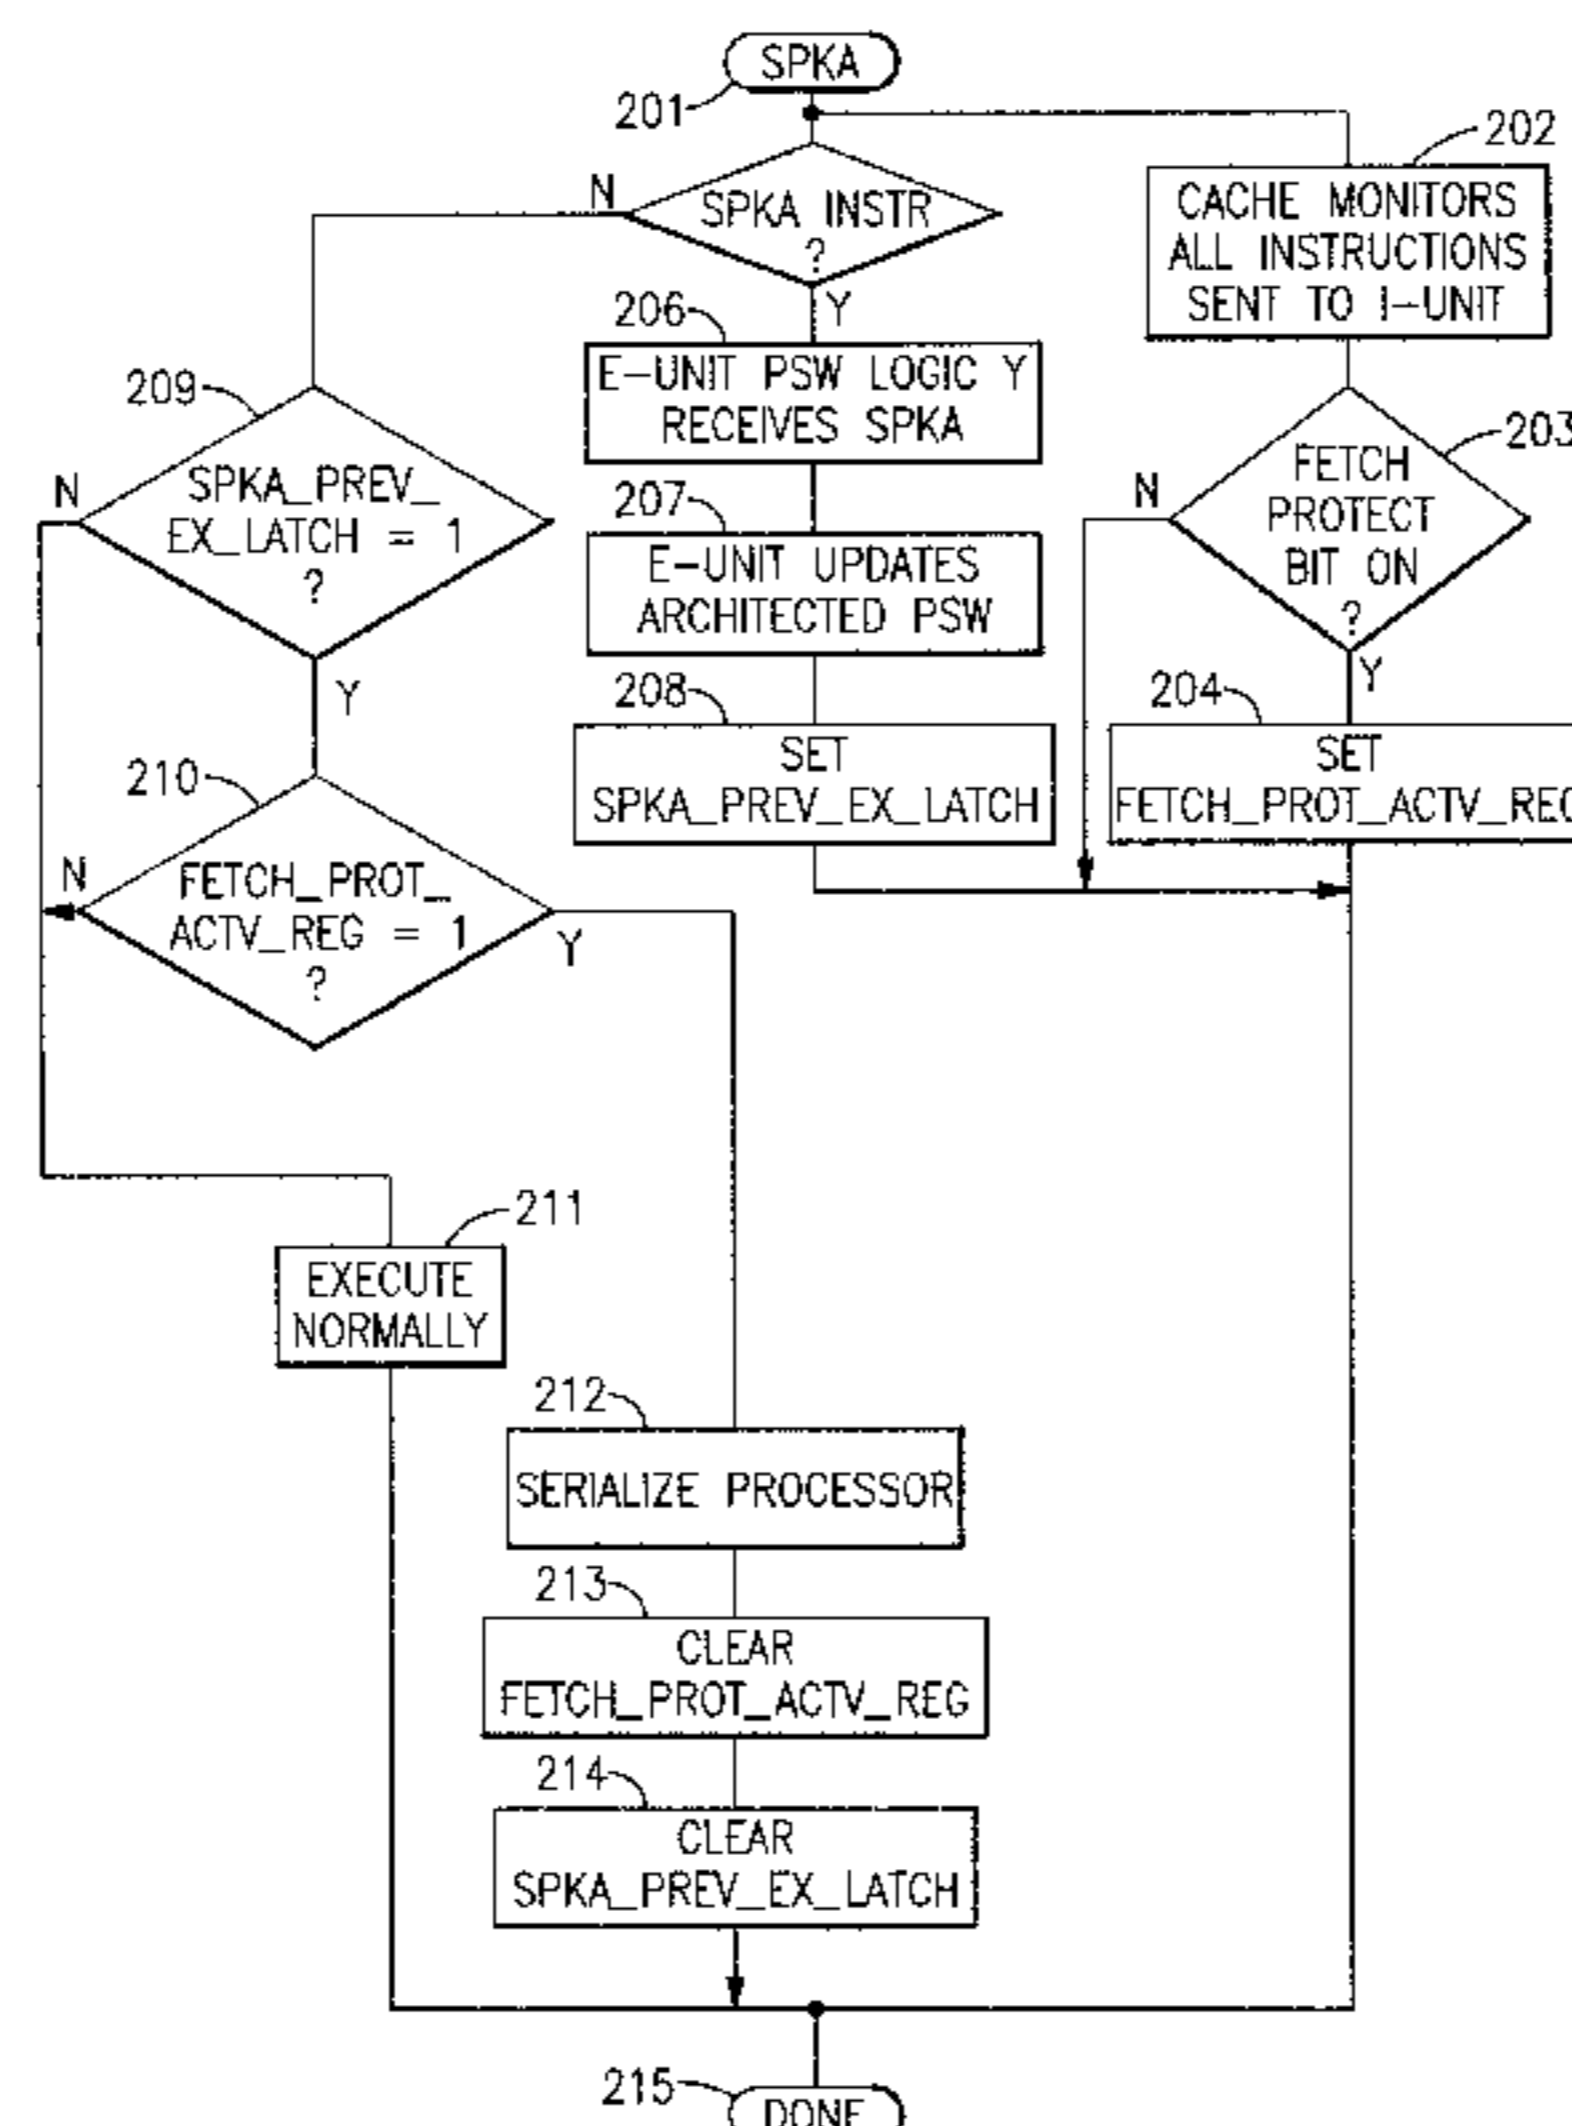 SPKA
201
202
N
SPKA INSTR
?
Y
CACHE MONITORS
ALL INSTRUCTIONS
SENT TO I-UNIT
206
E-UNIT PSW LOGIC Y
RECEIVES SPKA
209
203
N
SPKA_PREV_
EX_LATCH = 1
?
Y
207
E-UNIT UPDATES
ARCHITECTED PSW
N
FETCH
PROTECT
BIT ON
?
Y
208
SET
SPKA_PREV_EX_LATCH
204
SET
FETCH_PROT_ACTV_REG
210
N
FETCH_PROT_
ACTV_REG = 1
?
Y
211
EXECUTE
NORMALLY
212
SERIALIZE PROCESSOR
213
CLEAR
FETCH_PROT_ACTV_REG
214
CLEAR
SPKA_PREV_EX_LATCH
215
DONE